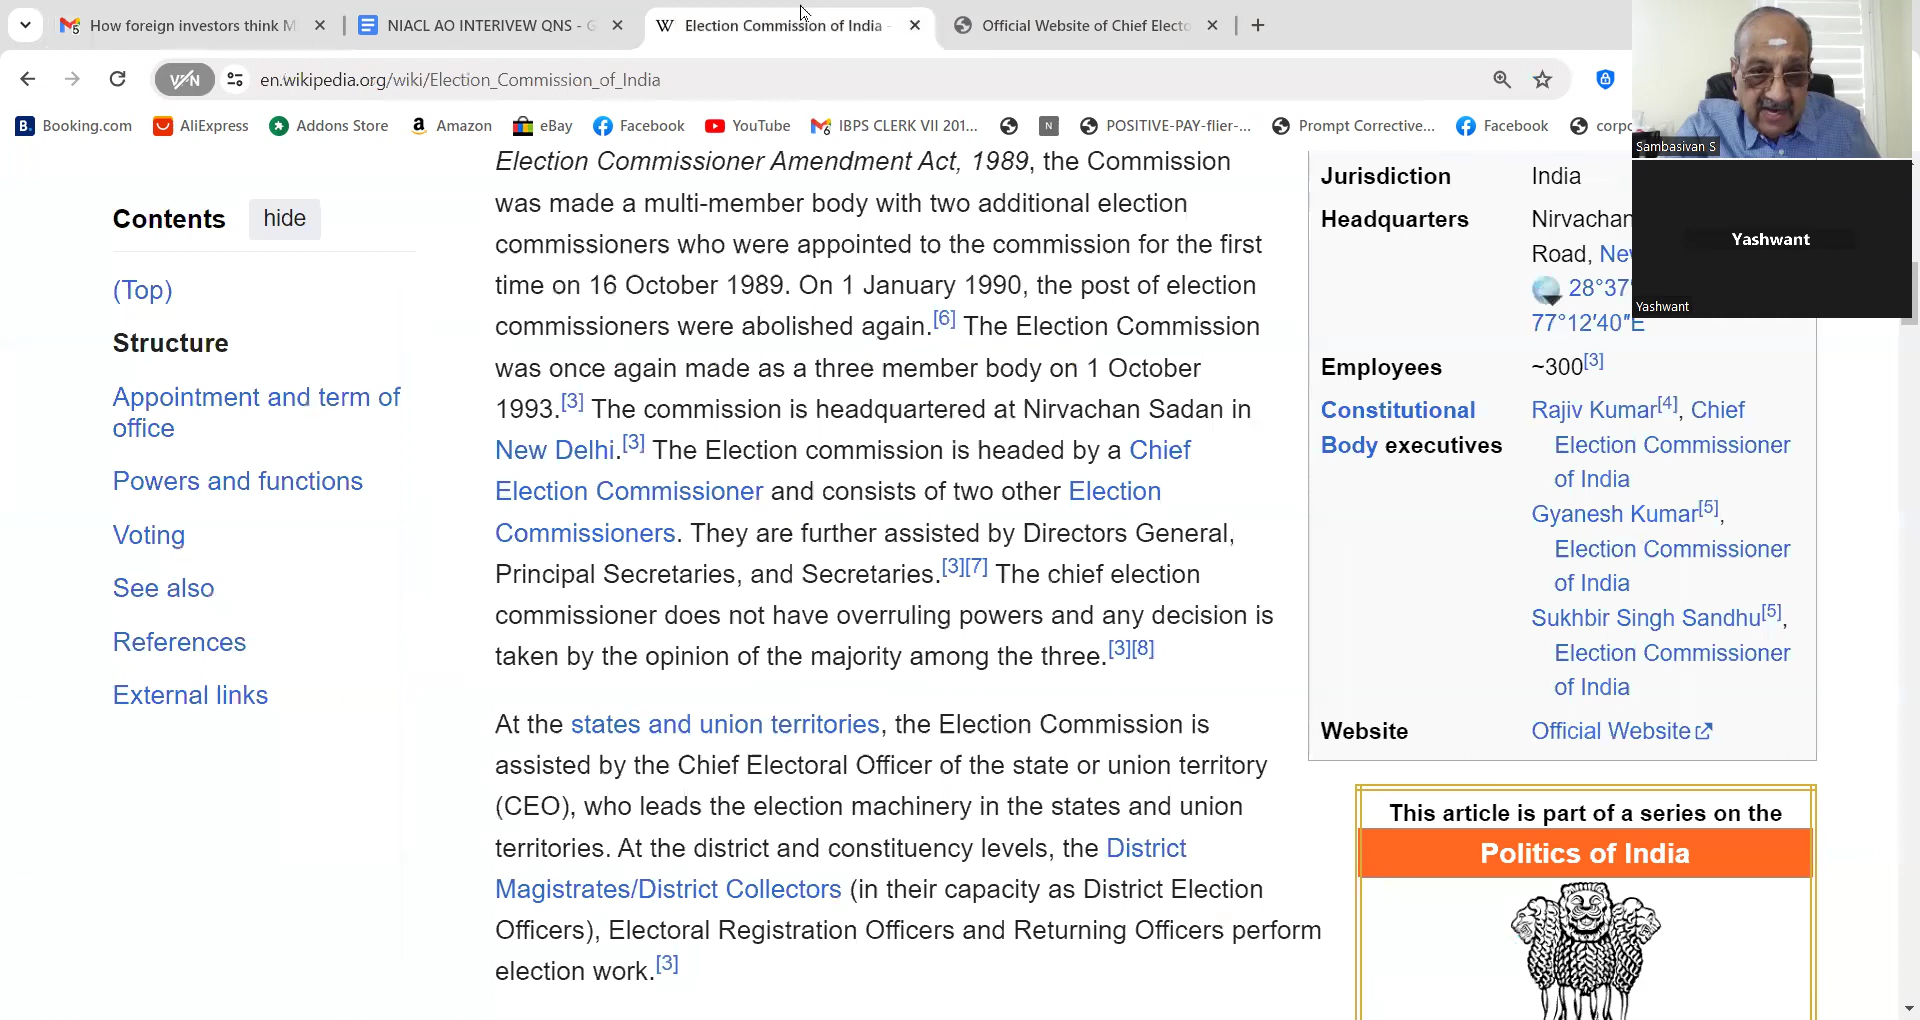 How foreign investors think M
NIACL AO INTERIVEW QNS - G
W Election Commission of India -
Official Website of Chief Electo
VPN
en.wikipedia.org/wiki/Election_Commission_of_India
B. Booking.com
AliExpress
Addons Store
Amazon
eBay
Facebook
YouTube
IBPS CLERK VII 201...
N
POSITIVE-PAY-flier-...
Prompt Corrective...
Facebook
corpo
Sambasivan S
Yashwant
Yashwant
Contents hide
(Top)
Structure
Appointment and term of
office
Powers and functions
Voting
See also
References
External links
Election Commissioner Amendment Act, 1989, the Commission
was made a multi-member body with two additional election
commissioners who were appointed to the commission for the first
time on 16 October 1989. On 1 January 1990, the post of election
commissioners were abolished again.[6] The Election Commission
was once again made as a three member body on 1 October
1993.[3] The commission is headquartered at Nirvachan Sadan in
New Delhi.[3] The Election commission is headed by a Chief
Election Commissioner and consists of two other Election
Commissioners. They are further assisted by Directors General,
Principal Secretaries, and Secretaries.[3][7] The chief election
commissioner does not have overruling powers and any decision is
taken by the opinion of the majority among the three.[3][8]
At the states and union territories, the Election Commission is
assisted by the Chief Electoral Officer of the state or union territory
(CEO), who leads the election machinery in the states and union
territories. At the district and constituency levels, the District
Magistrates/District Collectors (in their capacity as District Election
Officers), Electoral Registration Officers and Returning Officers perform
election work.[3]
Jurisdiction India
Headquarters Nirvachan
Road, New
28°37'
77°12′40″E
Employees ~300[3]
Constitutional Rajiv Kumar[4], Chief
Body executives Election Commissioner
of India
Gyanesh Kumar[5],
Election Commissioner
of India
Sukhbir Singh Sandhu[5],
Election Commissioner
of India
Website Official Website
This article is part of a series on the
Politics of India